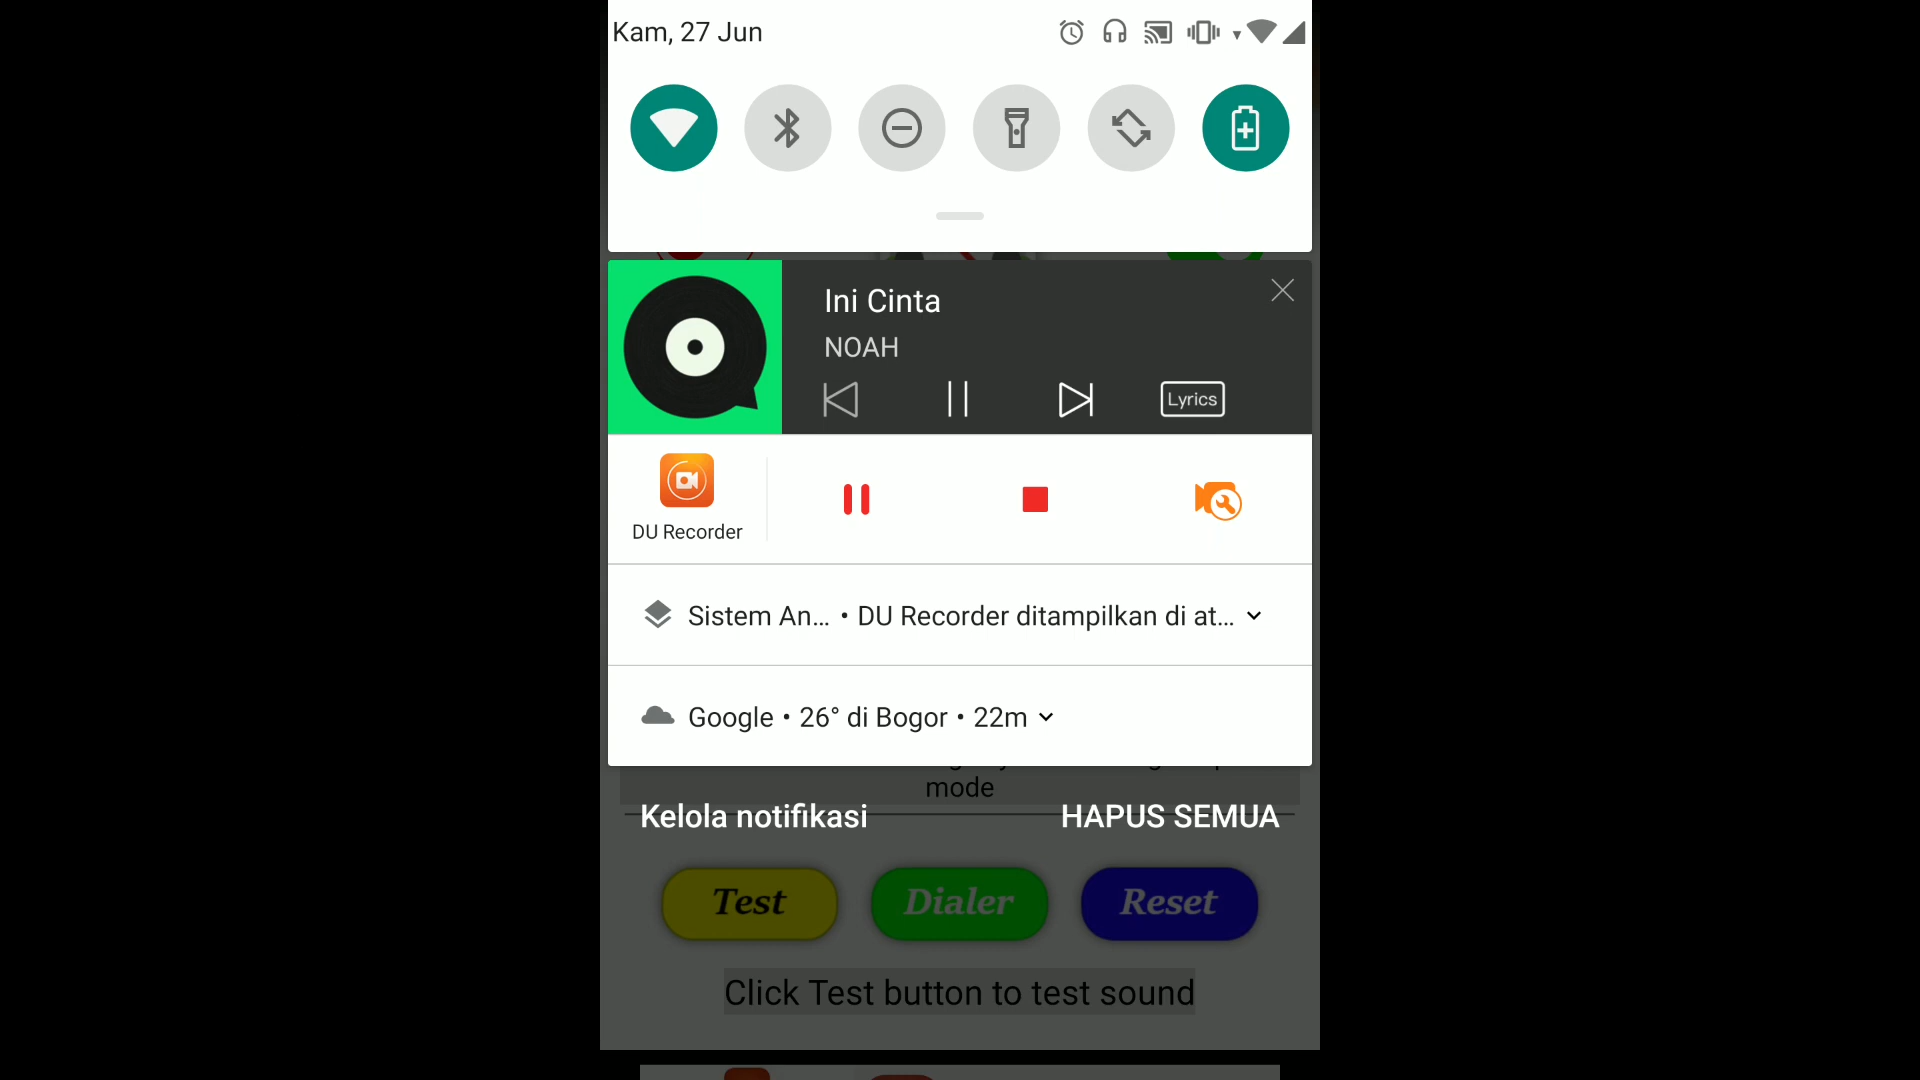 Kam, 27 Jun
Ini Cinta
NOAH
Lyrics
DU Recorder
Sistem An... • DU Recorder ditampilkan di at...
Google • 26° di Bogor • 22m
mode
Kelola notifikasi HAPUS SEMUA
Test Dialer Reset
Click Test button to test sound